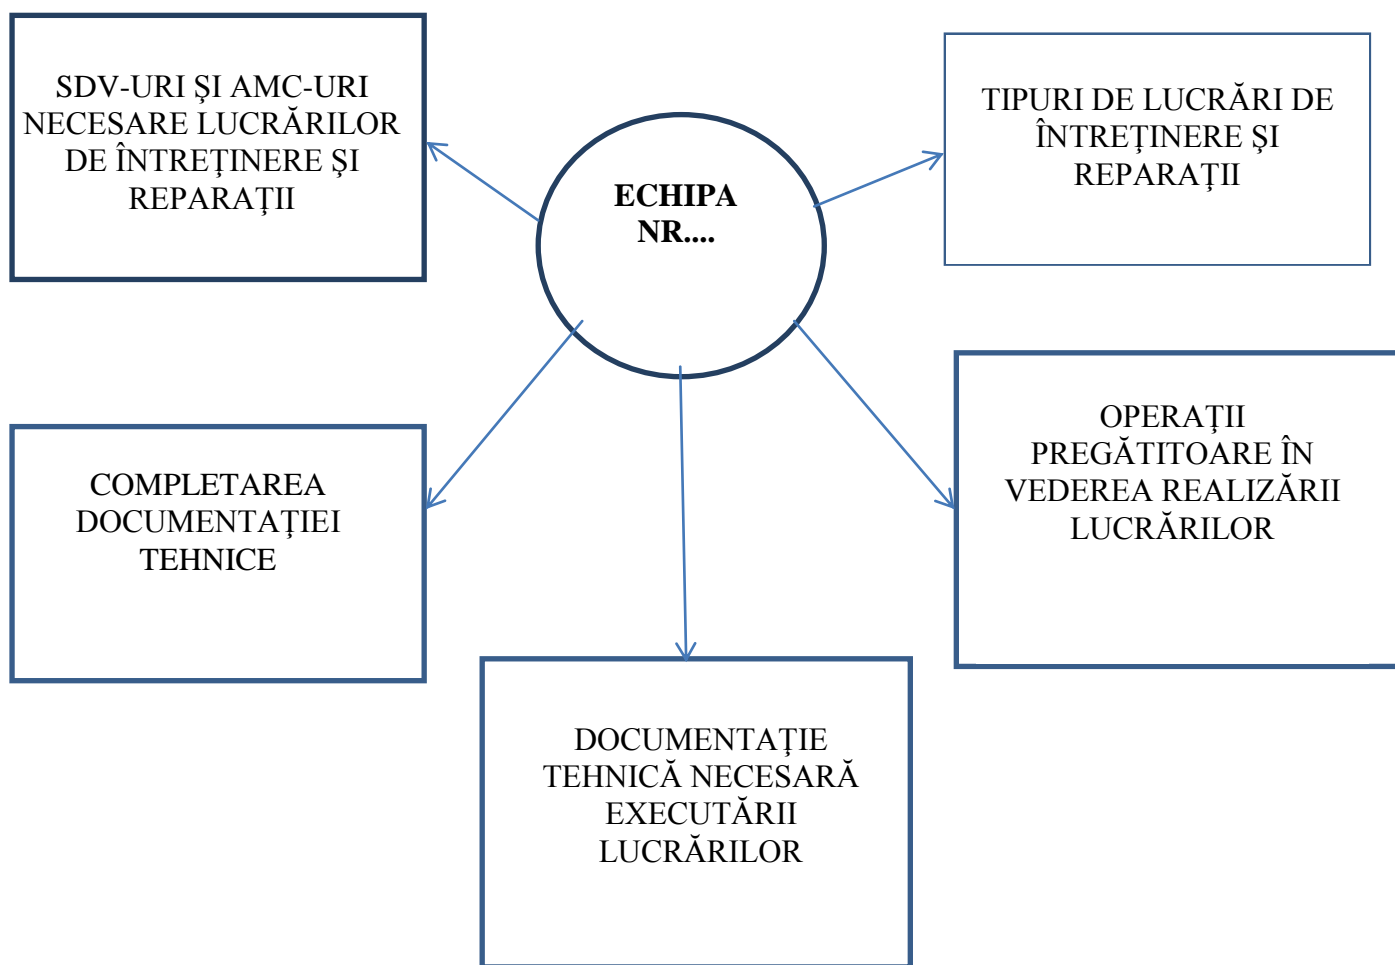 SDV-URI ŞI AMC-URI
NECESARE LUCRĂRILOR
DE ÎNTREŢINERE ŞI
REPARAŢII
ECHIPA
NR....
TIPURI DE LUCRĂRI DE
ÎNTREŢINERE ŞI
REPARAŢII
COMPLETAREA
DOCUMENTAŢIEI
TEHNICE
OPERAŢII
PREGĂTITOARE ÎN
VEDEREA REALIZĂRII
LUCRĂRILOR
DOCUMENTAŢIE
TEHNICĂ NECESARĂ
EXECUTĂRII
LUCRĂRILOR